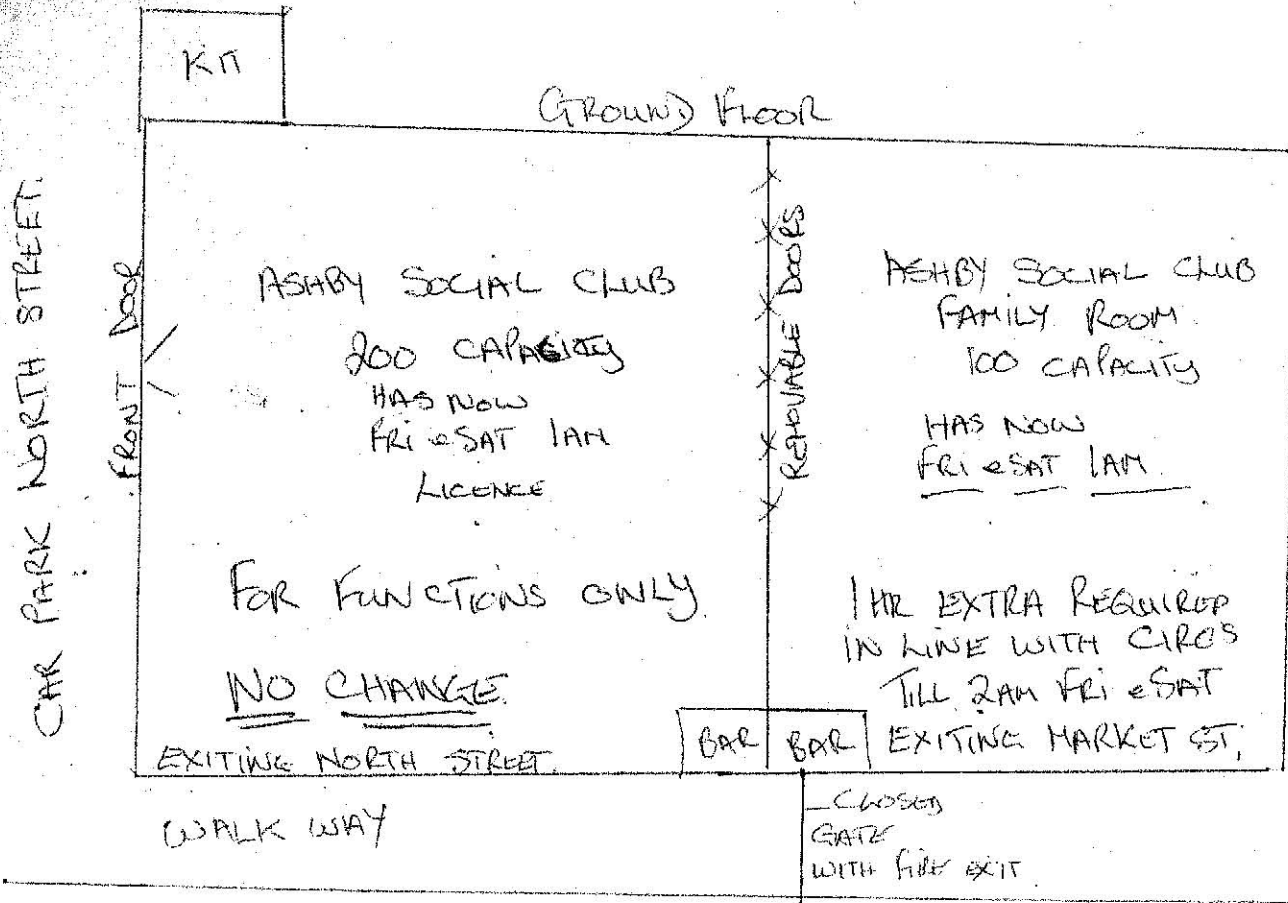 KIT
GROUND FLOOR
CAR PARK NORTH STREET.
FRONT DOOR
ASHBY SOCIAL CLUB
200 CAPACITY
HAS NOW
FRI & SAT 1AM
LICENCE
FOR FUNCTIONS ONLY
NO CHANGE
EXITING NORTH STREET.
BAR
REMOVABLE DOORS
ASHBY SOCIAL CLUB
FAMILY ROOM
100 CAPACITY
HAS NOW
FRI & SAT 1AM
1 HR EXTRA REQUIRED
IN LINE WITH CIRO'S
TILL 2AM FRI & SAT
EXITING MARKET ST,
BAR
WALK WAY
CLOSED
GATE
WITH FIRE EXIT